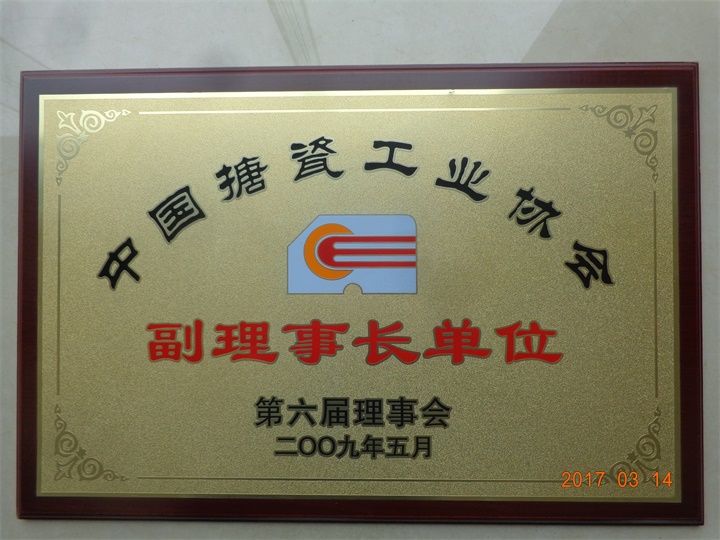 中国搪瓷工业协会
副理事长单位
第六届理事会
二OO九年五月
2017 03 14